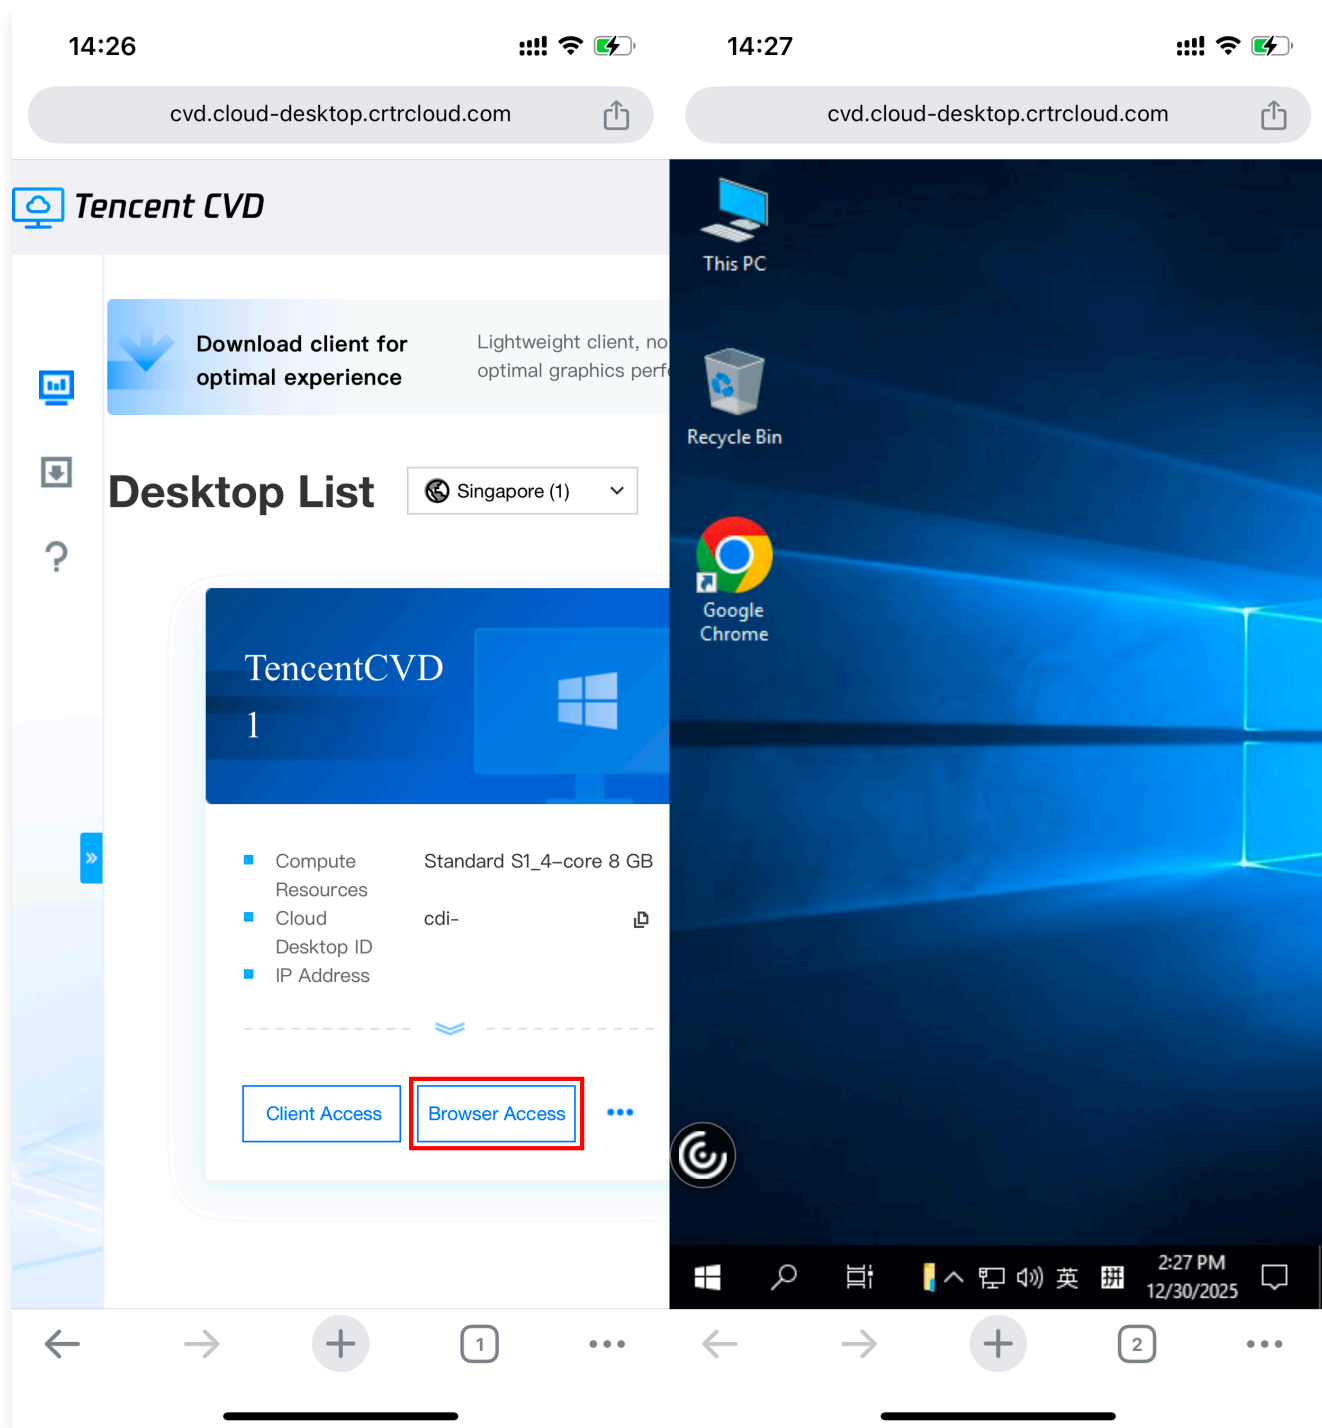 14:26
cvd.cloud-desktop.crtrcloud.com
Tencent CVD
Download client for
optimal experience
Lightweight client, no
optimal graphics perf
Desktop List
Singapore (1)
TencentCVD
1
Compute
Resources
Standard S1_4-core 8 GB
Cloud
Desktop ID
cdi-
IP Address
Client Access
Browser Access
1
14:27
cvd.cloud-desktop.crtrcloud.com
This PC
Recycle Bin
Google
Chrome
英
拼
2:27 PM
12/30/2025
2